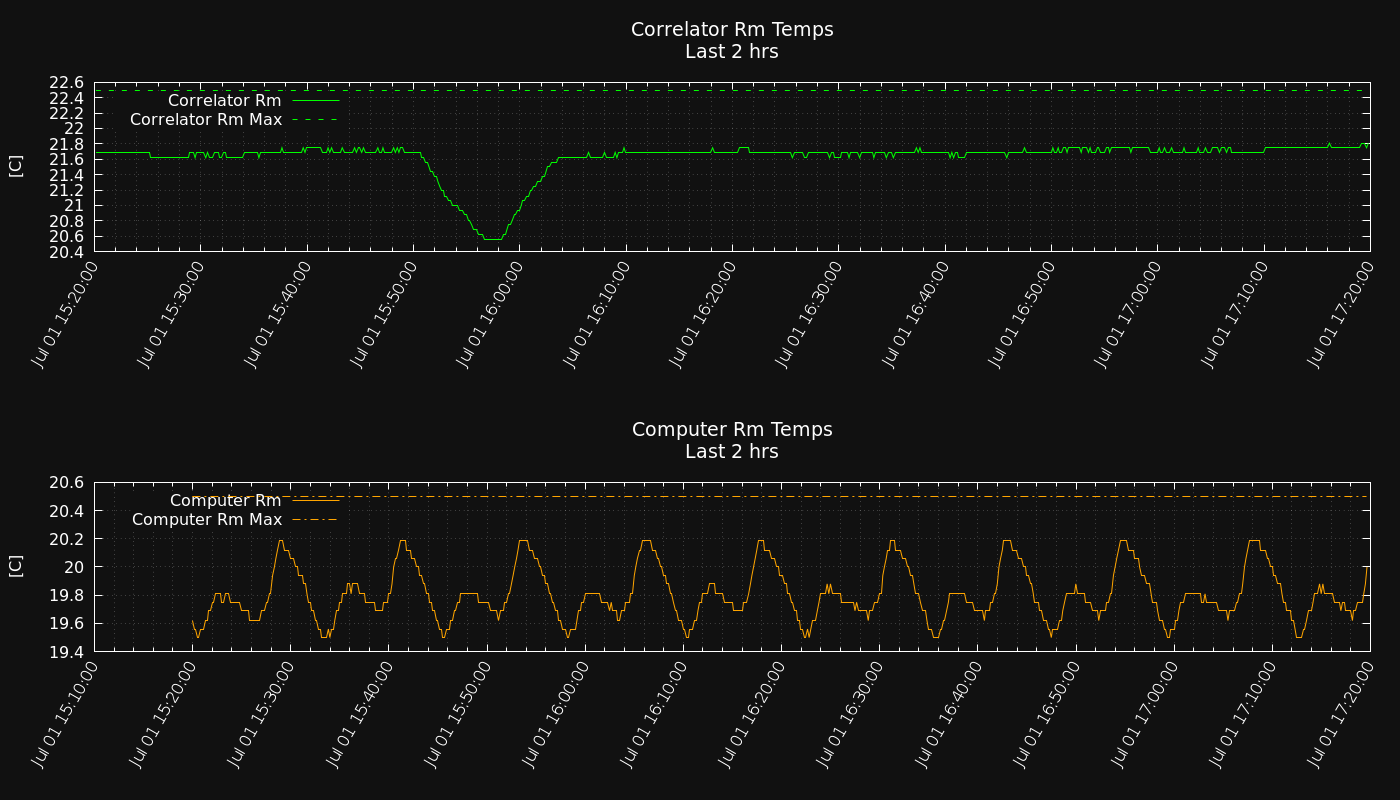 Correlator Rm Temps
Last 2 hrs
[C]
22.6
22.4
22.2
22
21.8
21.6
21.4
21.2
21
20.8
20.6
20.4
Correlator Rm
Correlator Rm Max
Jul 01 15:20:00
Jul 01 15:30:00
Jul 01 15:40:00
Jul 01 15:50:00
Jul 01 16:00:00
Jul 01 16:10:00
Jul 01 16:20:00
Jul 01 16:30:00
Jul 01 16:40:00
Jul 01 16:50:00
Jul 01 17:00:00
Jul 01 17:10:00
Jul 01 17:20:00
Computer Rm Temps
Last 2 hrs
[C]
20.6
20.4
20.2
20
19.8
19.6
19.4
Computer Rm
Computer Rm Max
Jul 01 15:10:00
Jul 01 15:20:00
Jul 01 15:30:00
Jul 01 15:40:00
Jul 01 15:50:00
Jul 01 16:00:00
Jul 01 16:10:00
Jul 01 16:20:00
Jul 01 16:30:00
Jul 01 16:40:00
Jul 01 16:50:00
Jul 01 17:00:00
Jul 01 17:10:00
Jul 01 17:20:00